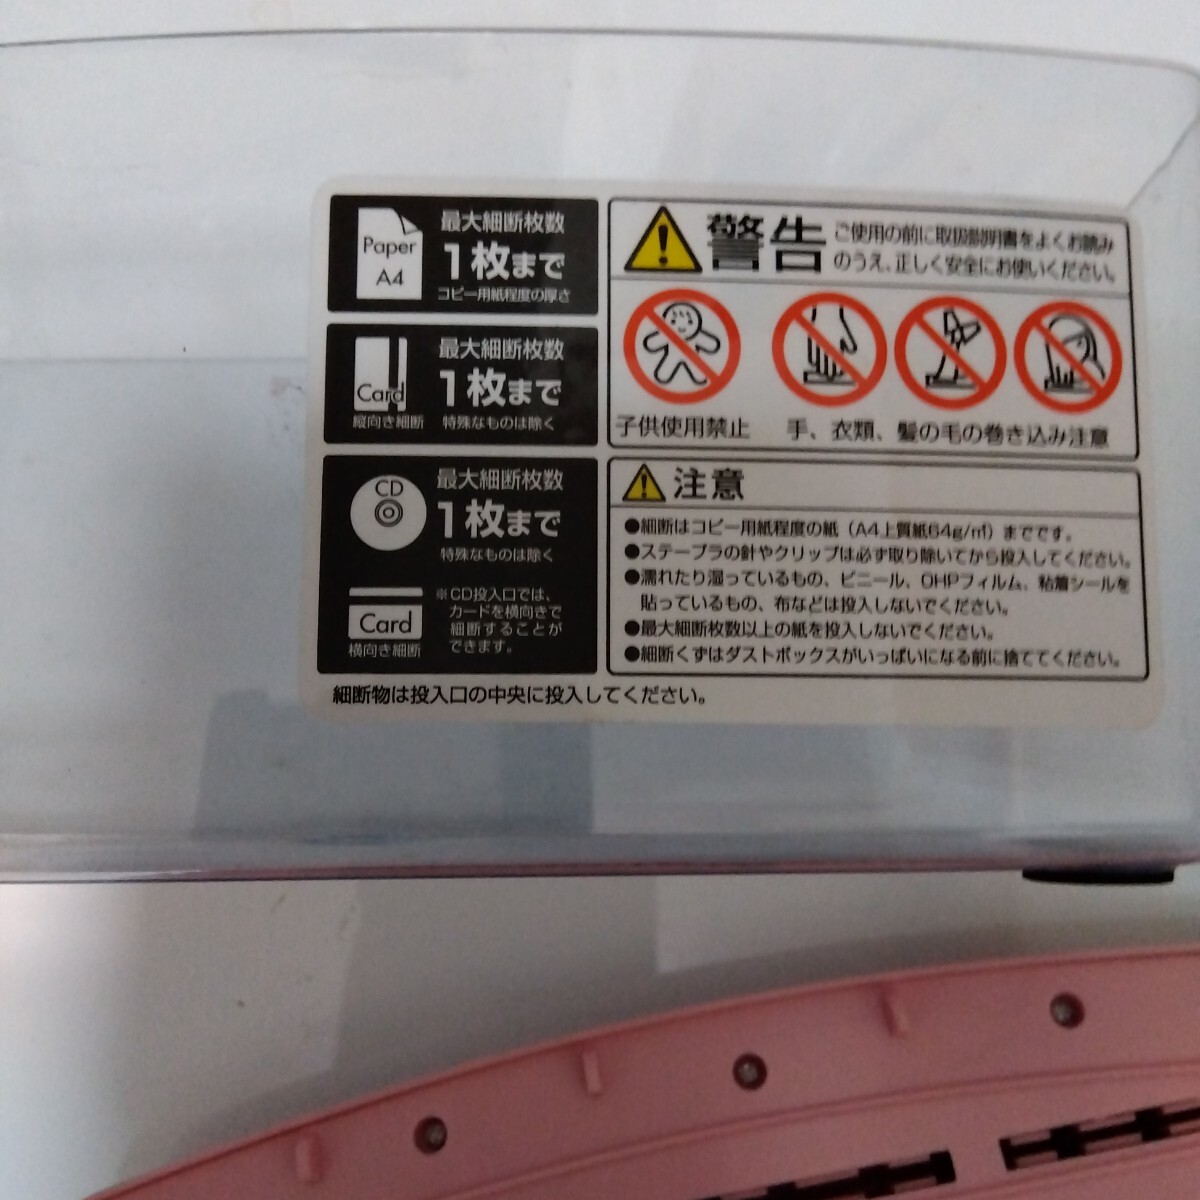 Paper
A4
最大細断枚数
1枚まで
コピー用紙程度の厚さ
Card
縦向き細断
最大細断枚数
1枚まで
特殊なものは除く
CD
最大細断枚数
1枚まで
特殊なものは除く
Card
横向き細断
※CD投入口では、
カードを横向きで
細断することが
できます。
細断物は投入口の中央に投入してください。
警告
ご使用の前に取扱説明書をよくお読み
のうえ、正しく安全にお使いください。
子供使用禁止
手、衣類、髪の毛の巻き込み注意
注意
●細断はコピー用紙程度の紙（A4上質紙64g/㎡）までです。
●ステープラの針やクリップは必ず取り除いてから投入してください。
●濡れたり湿っているもの、ビニール、OHPフィルム、粘着シールを
貼っているもの、布などは投入しないでください。
●最大細断枚数以上の紙を投入しないでください。
●細断くずはダストボックスがいっぱいになる前に捨ててください。